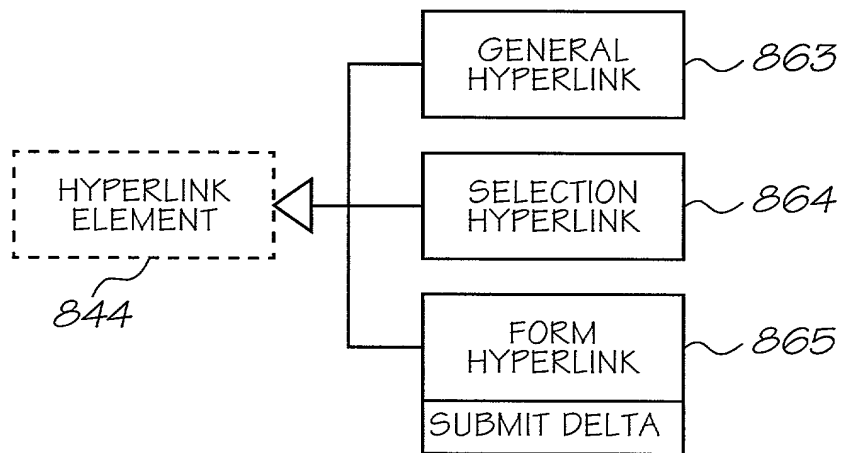 GENERAL
HYPERLINK
863
HYPERLINK
ELEMENT
844
SELECTION
HYPERLINK
864
FORM
HYPERLINK
865
SUBMIT DELTA